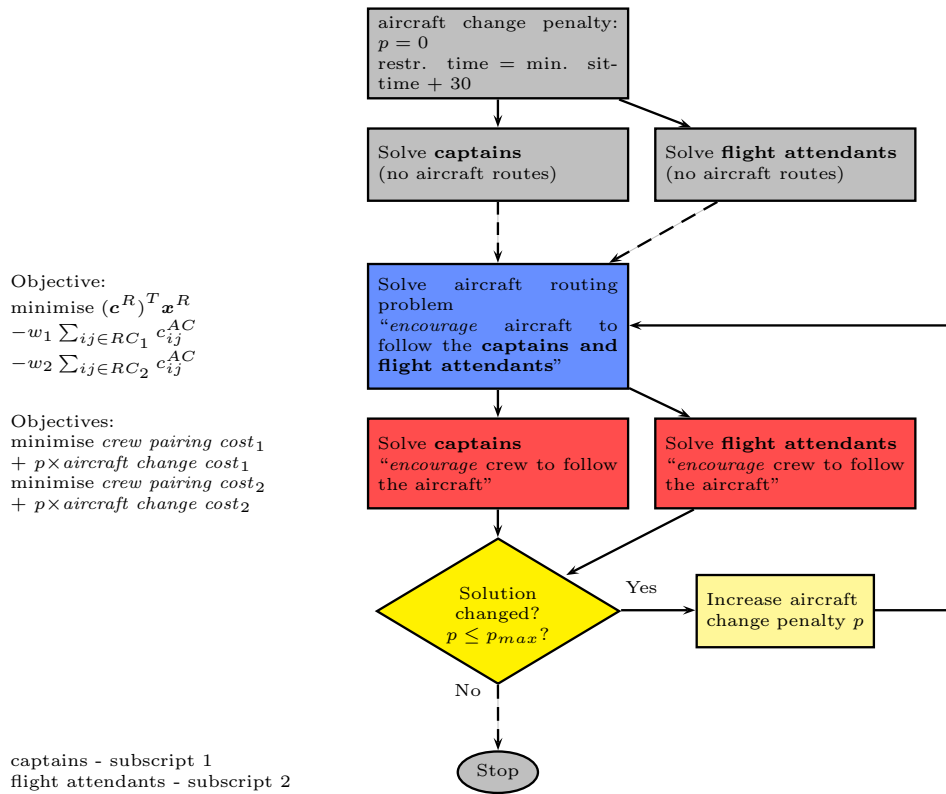 aircraft change penalty:
p = 0
restr. time = min. sit-
time + 30
Solve captains
(no aircraft routes)
Solve flight attendants
(no aircraft routes)
Objective:
minimise (c^R)^T x^R
−w_1 ∑_{ij∈RC_1} c_{ij}^{AC}
−w_2 ∑_{ij∈RC_2} c_{ij}^{AC}
Solve aircraft routing
problem
“encourage aircraft to
follow the captains and
flight attendants”
Objectives:
minimise crew pairing cost_1
+ p×aircraft change cost_1
minimise crew pairing cost_2
+ p×aircraft change cost_2
Solve captains
“encourage crew to follow
the aircraft”
Solve flight attendants
“encourage crew to follow
the aircraft”
Solution
changed?
p ≤ p_{max}?
Yes
Increase aircraft
change penalty p
No
Stop
captains - subscript 1
flight attendants - subscript 2